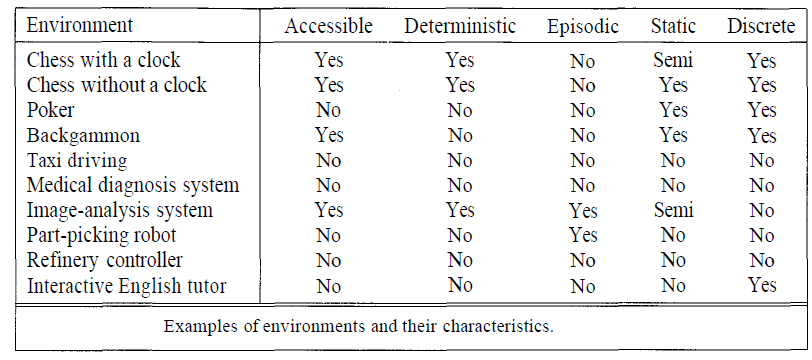 Environment Accessible Deterministic Episodic Static Discrete
Chess with a clock Yes Yes No Semi Yes
Chess without a clock Yes Yes No Yes Yes
Poker No No No Yes Yes
Backgammon Yes No No Yes Yes
Taxi driving No No No No No
Medical diagnosis system No No No No No
Image-analysis system Yes Yes Yes Semi No
Part-picking robot No No Yes No No
Refinery controller No No No No No
Interactive English tutor No No No No Yes
Examples of environments and their characteristics.